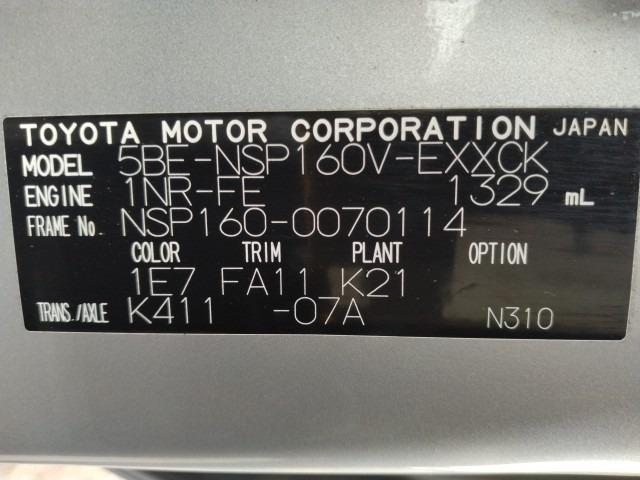 TOYOTA MOTOR CORPORATION JAPAN
MODEL 5BE-NSP160V-EXXCK
ENGINE 1NR-FE 1329 mL
FRAME No. NSP160-0070114
COLOR TRIM PLANT OPTION
1E7 FA11 K21
TRANS./AXLE K411 -07A N310